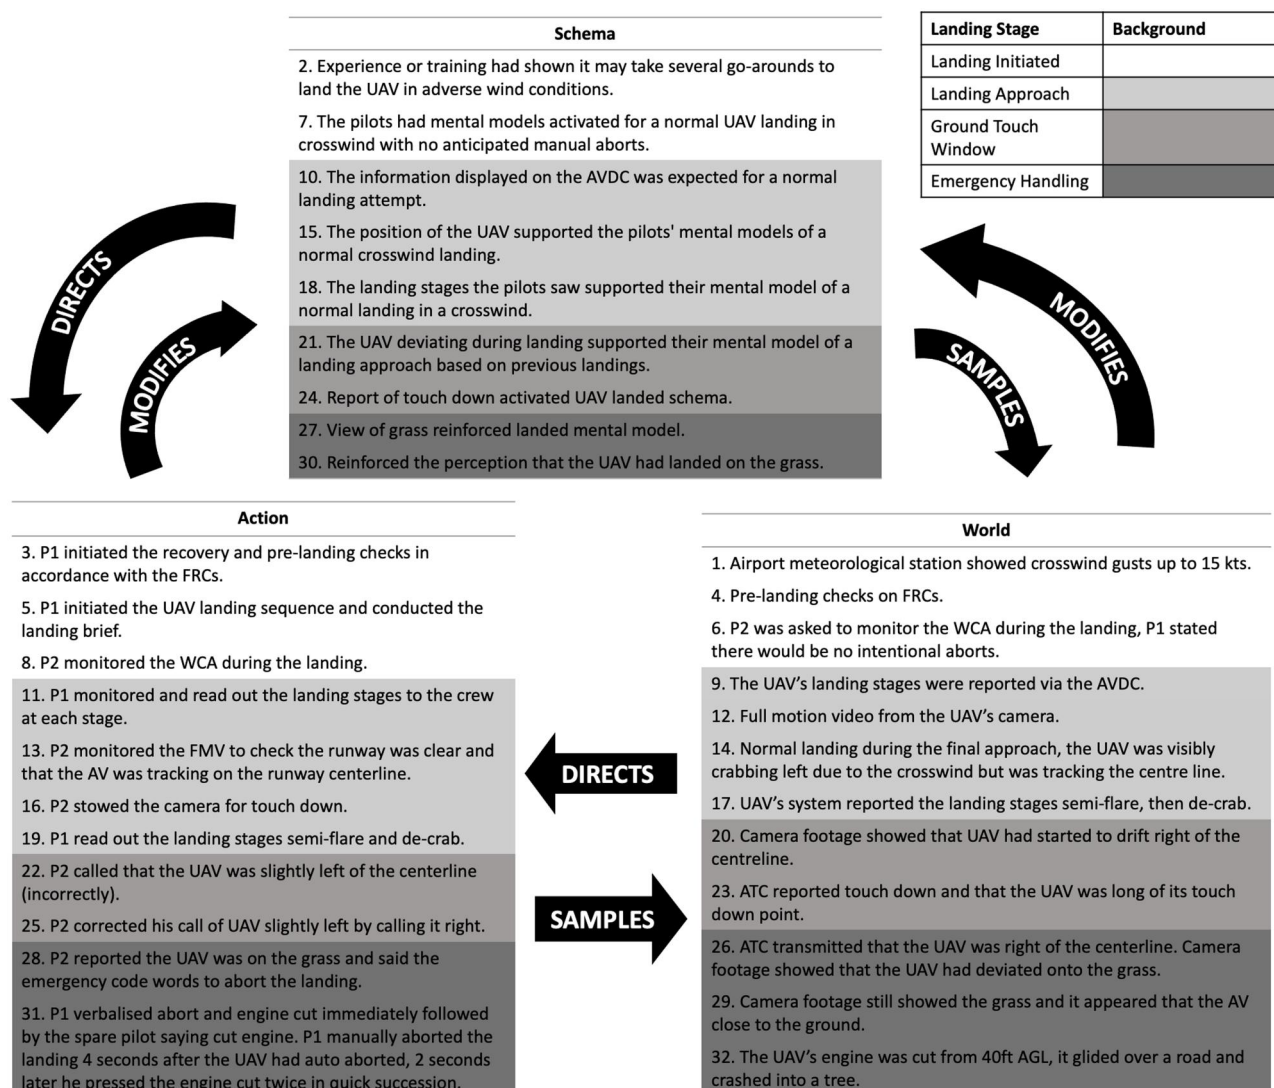 Schema
2. Experience or training had shown it may take several go-arounds to
land the UAV in adverse wind conditions.
7. The pilots had mental models activated for a normal UAV landing in
crosswind with no anticipated manual aborts.
10. The information displayed on the AVDC was expected for a normal
landing attempt.
15. The position of the UAV supported the pilots' mental models of a
normal crosswind landing.
18. The landing stages the pilots saw supported their mental model of a
normal landing in a crosswind.
21. The UAV deviating during landing supported their mental model of a
landing approach based on previous landings.
24. Report of touch down activated UAV landed schema.
27. View of grass reinforced landed mental model.
30. Reinforced the perception that the UAV had landed on the grass.
Landing Stage Background
Landing Initiated
Landing Approach
Ground Touch
Window
Emergency Handling
DIRECTS
MODIFIES
MODIFIES
SAMPLES
Action
3. P1 initiated the recovery and pre-landing checks in
accordance with the FRCs.
5. P1 initiated the UAV landing sequence and conducted the
landing brief.
8. P2 monitored the WCA during the landing.
11. P1 monitored and read out the landing stages to the crew
at each stage.
13. P2 monitored the FMV to check the runway was clear and
that the AV was tracking on the runway centerline.
16. P2 stowed the camera for touch down.
19. P1 read out the landing stages semi-flare and de-crab.
22. P2 called that the UAV was slightly left of the centerline
(incorrectly).
25. P2 corrected his call of UAV slightly left by calling it right.
28. P2 reported the UAV was on the grass and said the
emergency code words to abort the landing.
31. P1 verbalised abort and engine cut immediately followed
by the spare pilot saying cut engine. P1 manually aborted the
landing 4 seconds after the UAV had auto aborted, 2 seconds
later he pressed the engine cut twice in quick succession.
DIRECTS
SAMPLES
World
1. Airport meteorological station showed crosswind gusts up to 15 kts.
4. Pre-landing checks on FRCs.
6. P2 was asked to monitor the WCA during the landing, P1 stated
there would be no intentional aborts.
9. The UAV’s landing stages were reported via the AVDC.
12. Full motion video from the UAV’s camera.
14. Normal landing during the final approach, the UAV was visibly
crabbing left due to the crosswind but was tracking the centre line.
17. UAV’s system reported the landing stages semi-flare, then de-crab.
20. Camera footage showed that UAV had started to drift right of the
centreline.
23. ATC reported touch down and that the UAV was long of its touch
down point.
26. ATC transmitted that the UAV was right of the centerline. Camera
footage showed that the UAV had deviated onto the grass.
29. Camera footage still showed the grass and it appeared that the AV
close to the ground.
32. The UAV’s engine was cut from 40ft AGL, it glided over a road and
crashed into a tree.